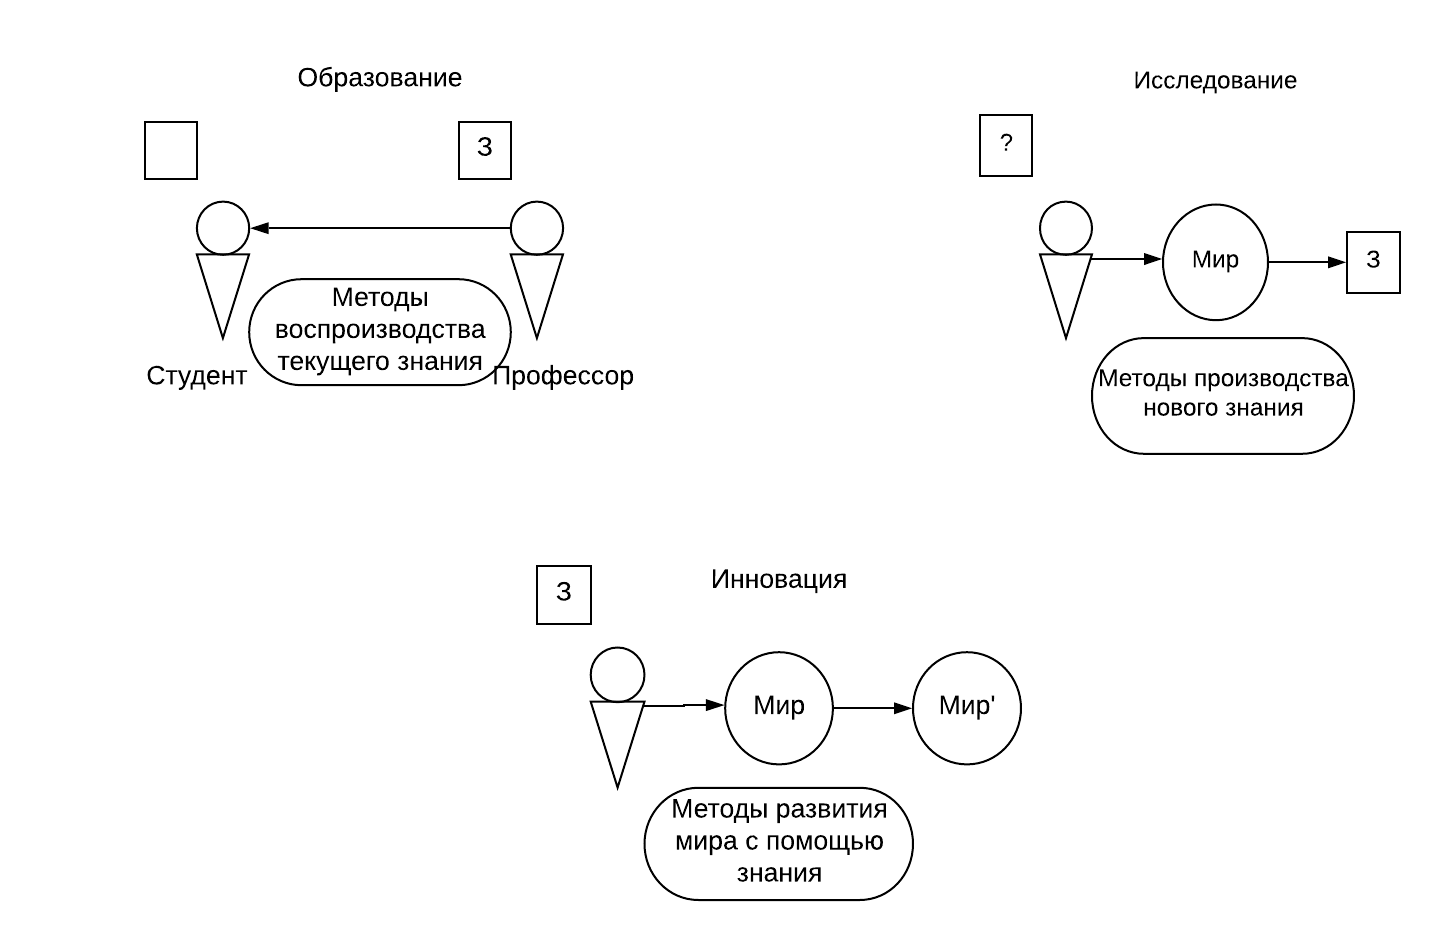 Образование
З
Методы
воспроизводства
текущего знания
Студент
Профессор
Исследование
?
Мир
З
Методы производства
нового знания
Инновация
З
Мир
Мир'
Методы развития
мира с помощью
знания